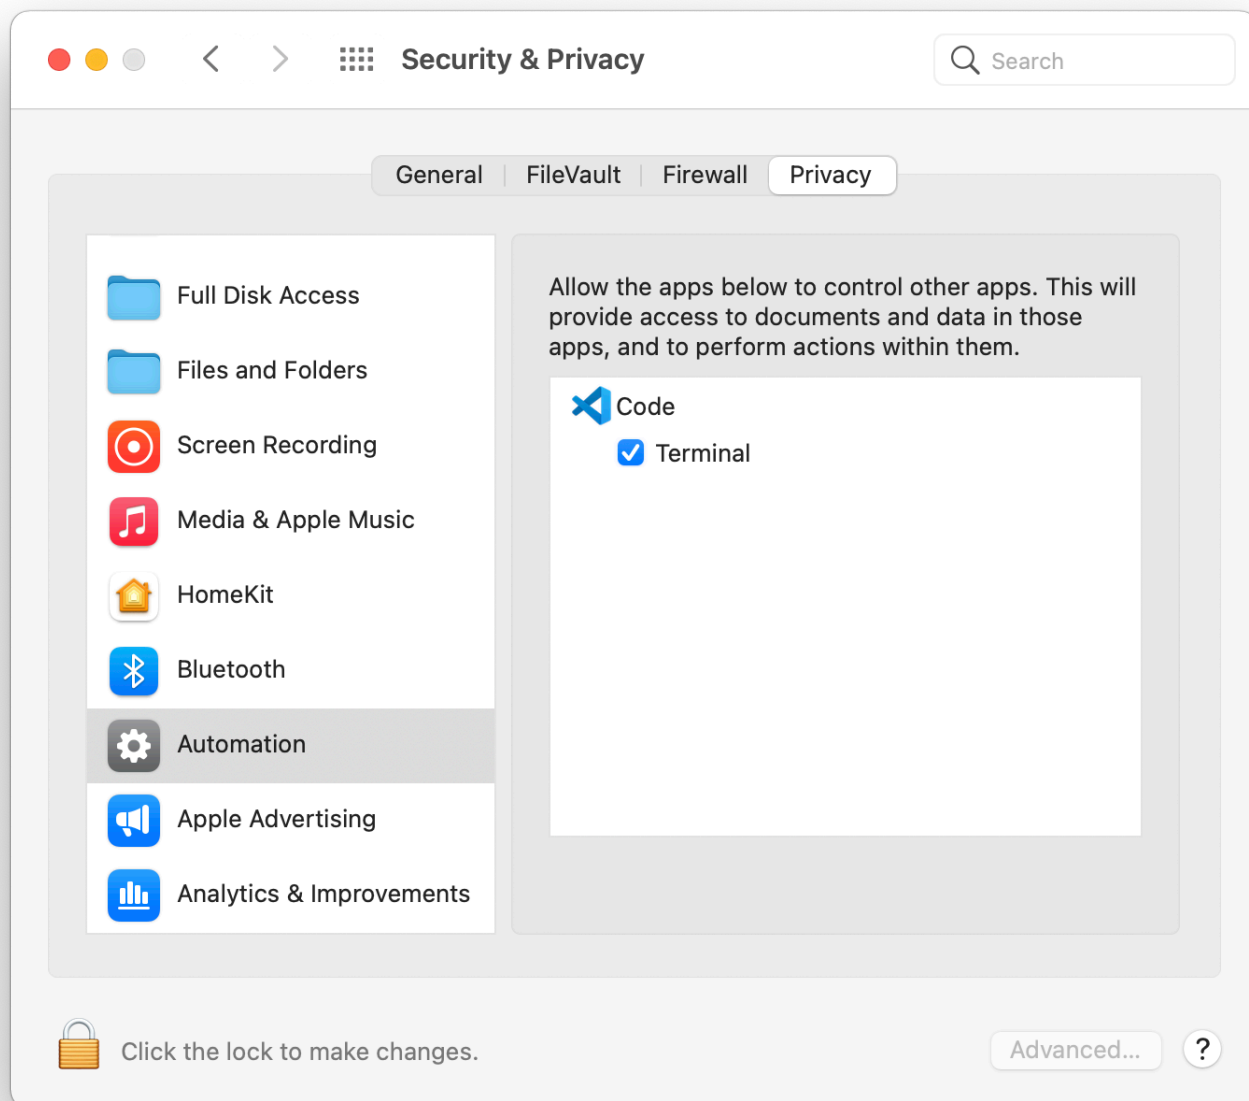 Security & Privacy
Search
General
FileVault
Firewall
Privacy
Full Disk Access
Files and Folders
Screen Recording
Media & Apple Music
HomeKit
Bluetooth
Automation
Apple Advertising
Analytics & Improvements
Allow the apps below to control other apps. This will
provide access to documents and data in those
apps, and to perform actions within them.
Code
Terminal
Click the lock to make changes.
Advanced...
?